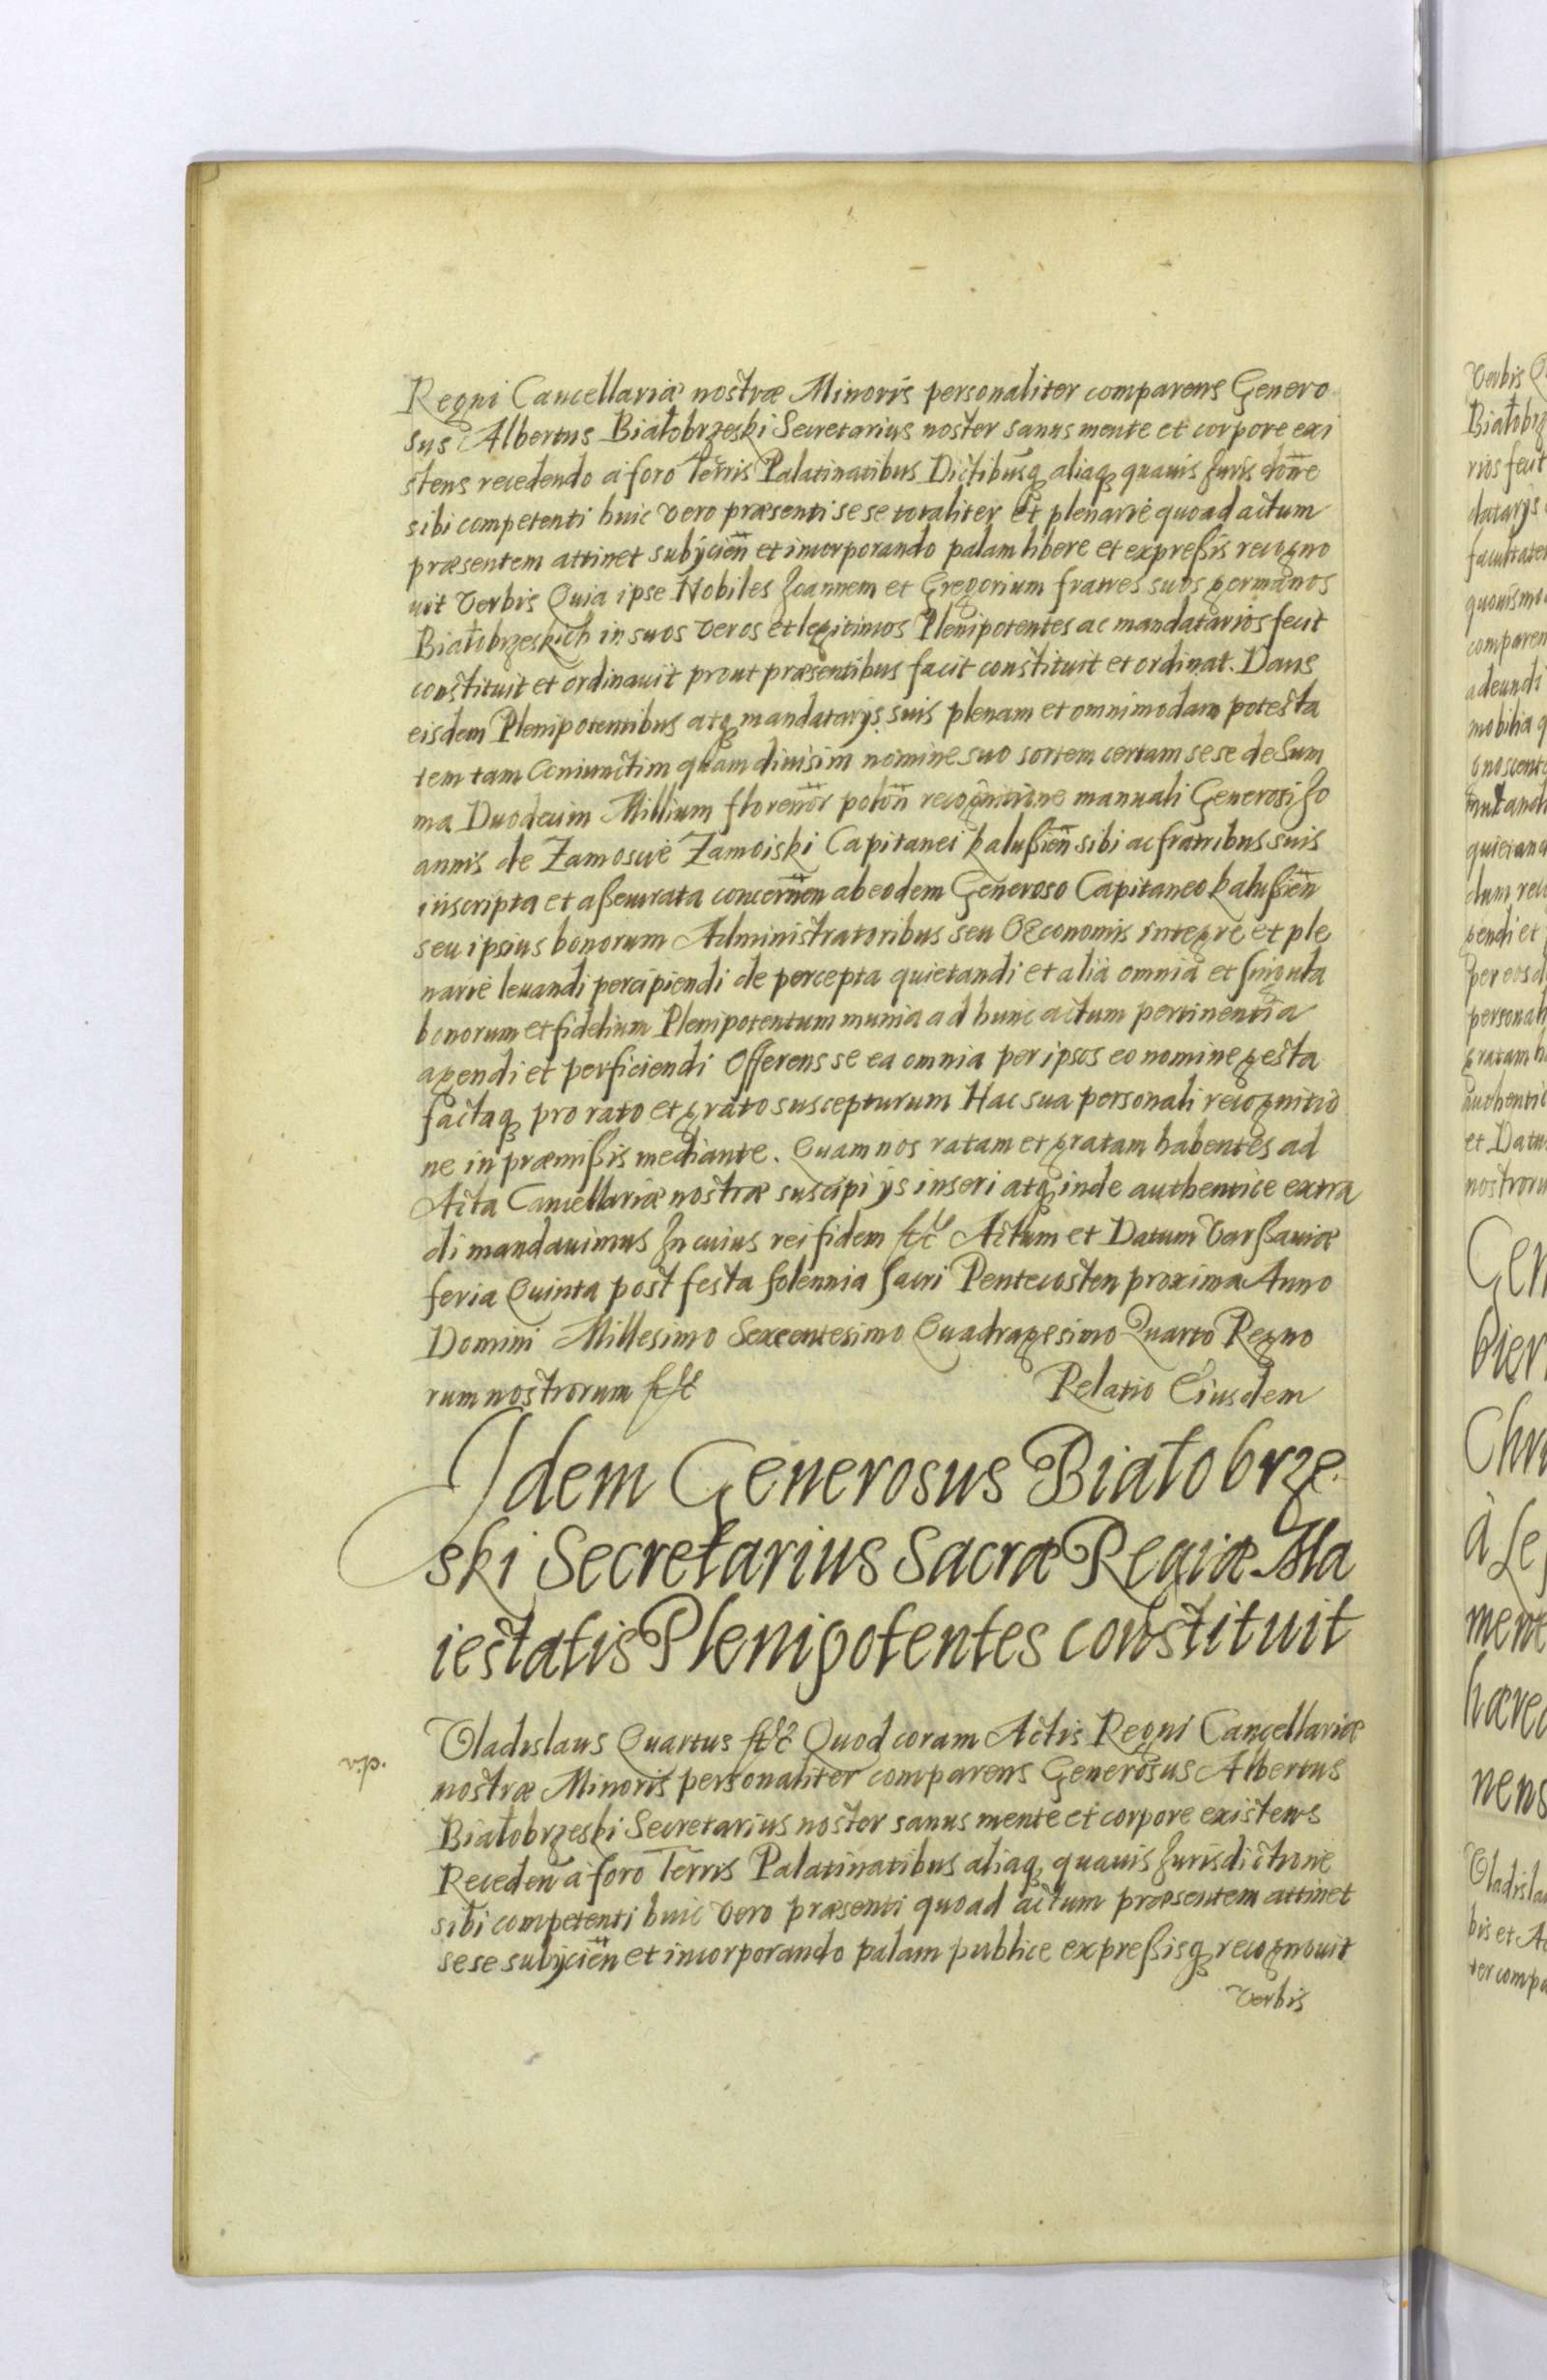 Regni Cancellariæ nostræ Minoris personaliter comparens Genero
sus Albertus Białobrzeski Secretarius noster sanus mente et corpore exi
stens recedendo a foro Terris Palatinatibus Dictibusq aliaq quauis Juris doñe
sibi competenti huic vero præsenti se se totaliter et plenarie quoad actum
præsentem attinet subÿcień et incorporando palam libere et expreßis recogno
uit Verbis Quia ipse Nobiles Joannem et Gregorium fratres suos germanos
Białobrzeskich in suos veros et legitimos Plenipotentes ac mandatarios fecit
constituit et ordinauit prout præsentibus facit constituit et ordinat. Dans
eisdem Plenipotentibus atq mandatarÿs suis plenam et omnimodam potesta
tem tam Coniunctim quam diuisim nomine suo sortem certam sese de Sum
ma Duodecim Millium florenor polon recognitione manuali Generosi Jo
annis de Zamoscie Zamoiski Capitanei Kalußień sibi ac fratribus suis
inscripta et aßecurata concerneń ab eodem Generoso Capitaneo Kalußień
seu ipsius bonorum Administratoribus seu Oeconomis integre et ple
narie leuandi percipiendi de percepta quietandi et alia omnia et singula
bonorum et fidelium Plenipotentum munia ad hunc actum pertinentia
agendi et perficiendi Offerens se ea omnia per ipsos eo nomine gesta
factaq pro rato et grato suscepturum Hac sua personali recognitio
ne in præmißis mediante. Quam nos ratam et gratam habentes ad
Acta Cancellariæ nostræ suscipi ÿs inseri atq inde authentice extra
di mandauimus In cuius rei fidem etc Actum et Datum Varsauiæ
feria Quinta post festa solennia sacri Pentecosten proxima Anno
Domini Millesimo Sexcentesimo Quadragesimo Quarto Regno
rum nostrorum etc Relatio Eiusdem
Idem Generosus Białobrze
ski Secretarius Sacræ Regiæ Ma
iestatis Plenipotentes constituit
Vladislaus Quartus etc Quod coram Actis Regni Cancellariæ
nostræ Minoris personaliter comparens Generosus Albertus
Białobrzeski Secretarius noster sanus mente et corpore existens
Receden a foro Terris Palatinatibus aliaq quauis Jurisdictione
sibi competenti huic vero præsenti quoad actum præsentem attinet
sese subÿcień et incorporando palam publice expreßisq recognouit
Verbis